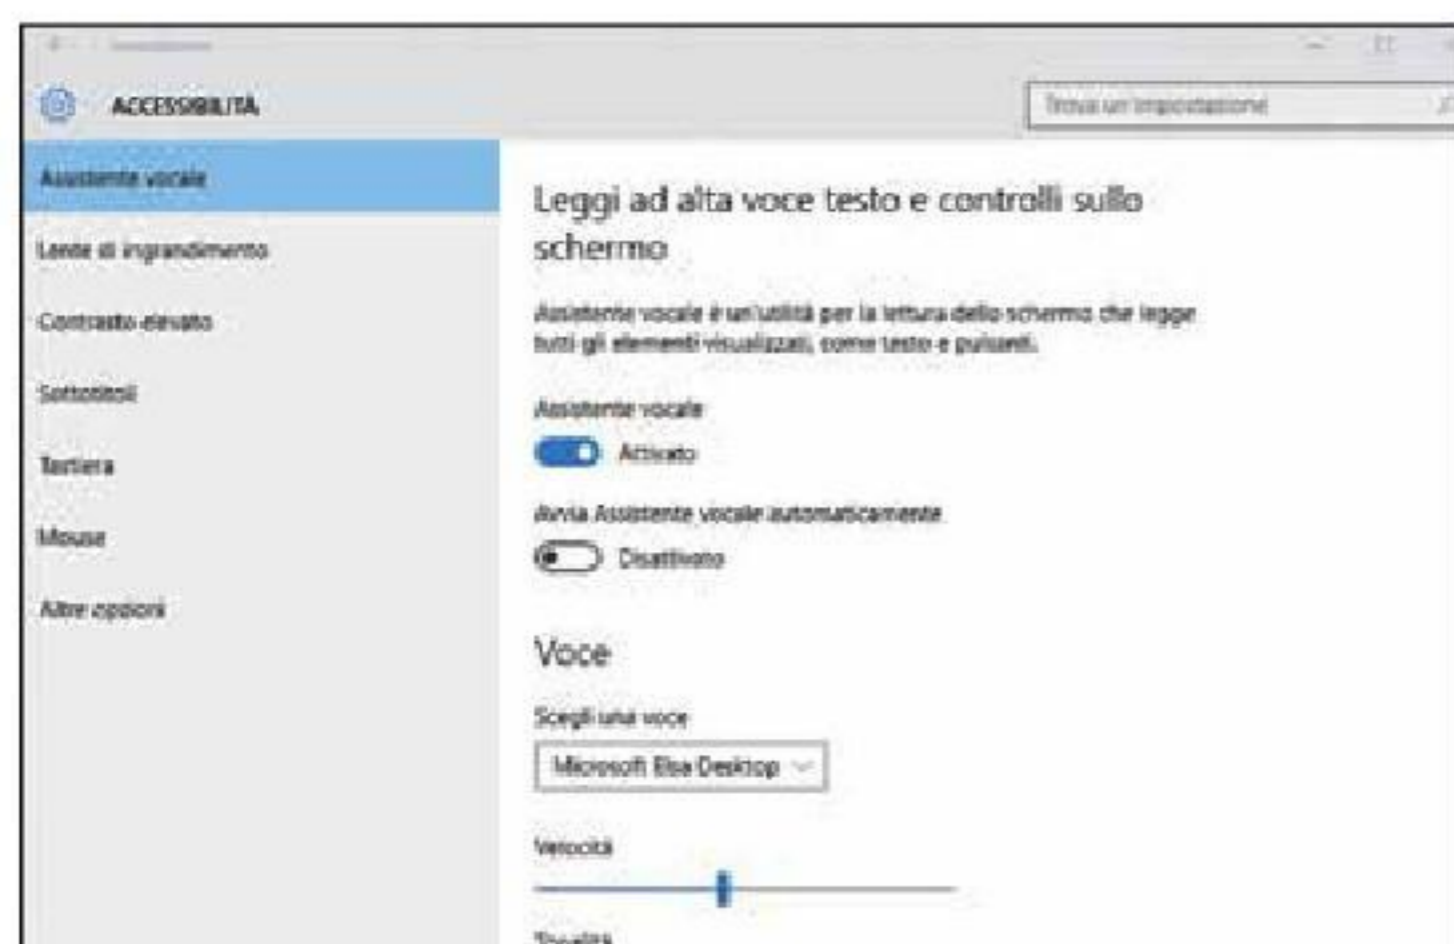 ACCESSIBILITÀ
Trova un'impostazione
Assistente vocale
Lente di ingrandimento
Contrasto elevato
Sottotitoli
Tastiera
Mouse
Altre opzioni
Leggi ad alta voce testo e controlli sullo
schermo
Assistente vocale è un'utilità per la lettura dello schermo che legge
tutti gli elementi visualizzati, come testo e pulsanti.
Assistente vocale
Attivato
Avvia Assistente vocale automaticamente
Disattivato
Voce
Scegli una voce
Microsoft Elsa Desktop
Velocità
Tonalità